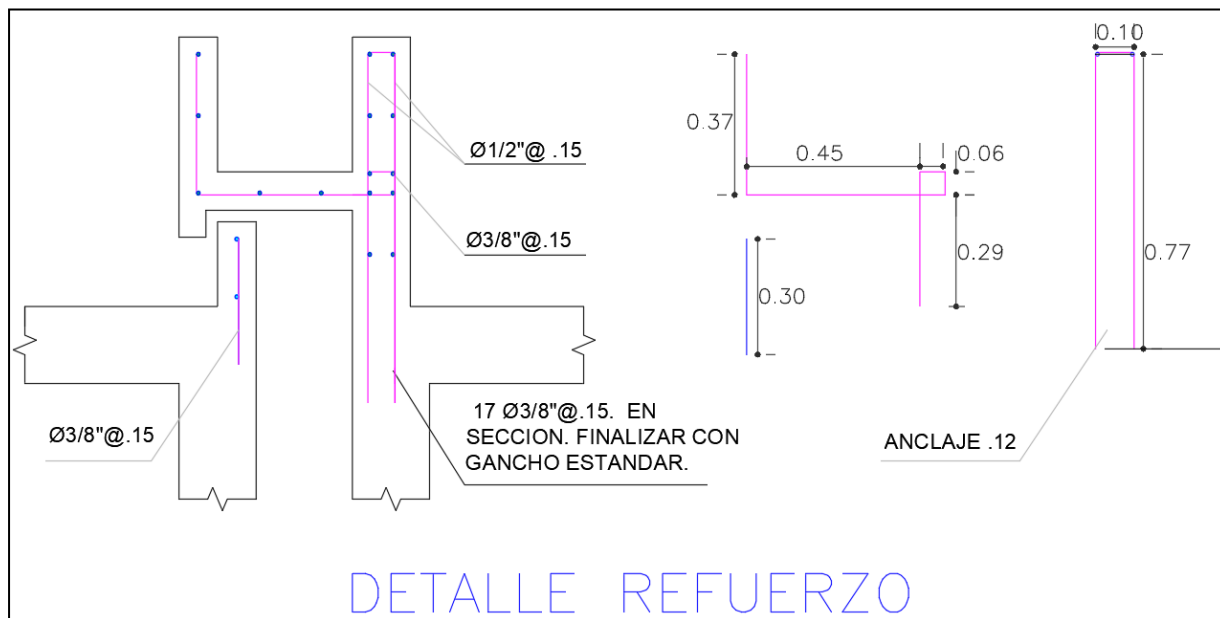 0.10
0.37
Ø1/2"@ .15
0.45
0.06
Ø3/8"@.15
0.29
0.77
0.30
17 Ø3/8"@.15. EN
SECCION. FINALIZAR CON
GANCHO ESTANDAR.
Ø3/8"@.15
ANCLAJE .12
DETALLE REFUERZO